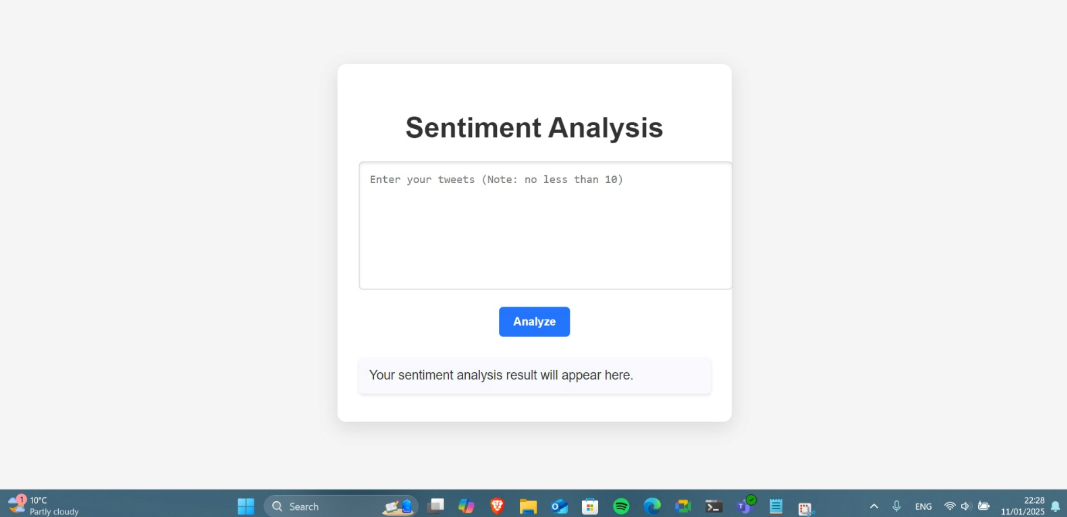 Sentiment Analysis
Enter your tweets (Note: no less than 10)
Analyze
Your sentiment analysis result will appear here.
1
10°C
Partly cloudy
Search
ENG
22:28
11/01/2025